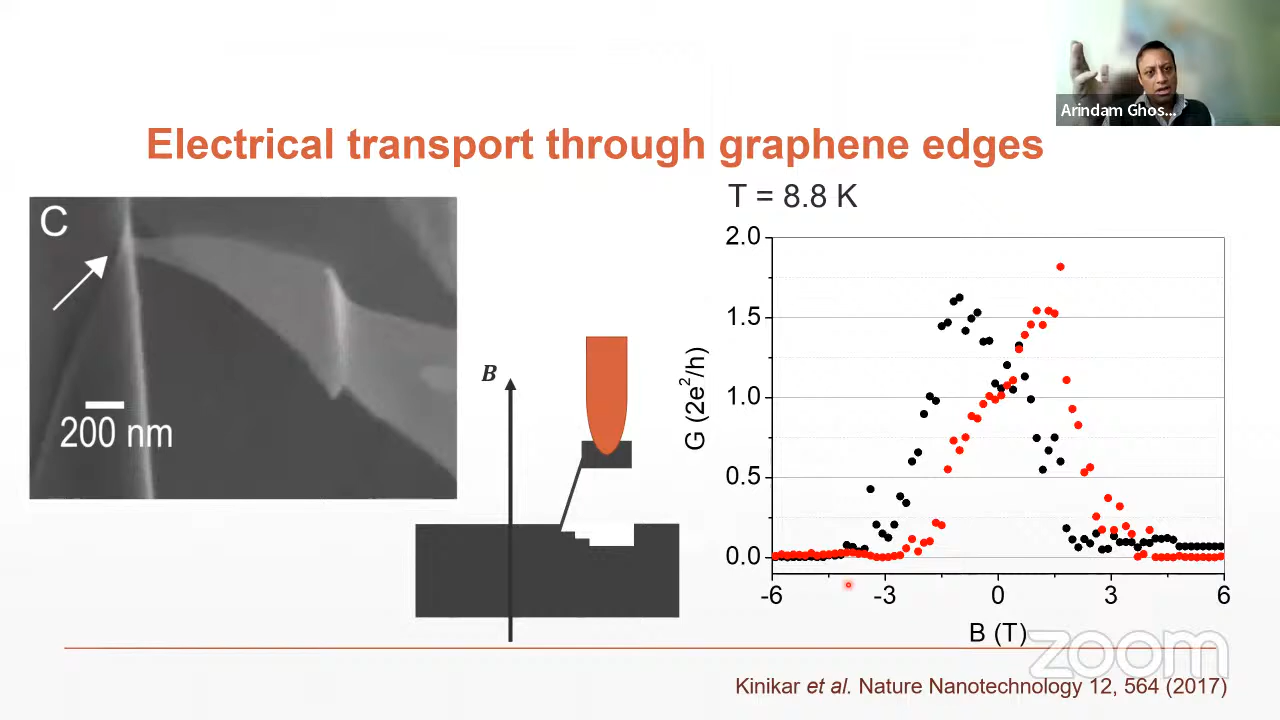 Arindam Ghos...
Electrical transport through graphene edges
C
200 nm
B
T = 8.8 K
2.0
1.5
1.0
0.5
0.0
G (2e²/h)
-6 -3 0 3 6
B (T)
zoom
Kinikar et al. Nature Nanotechnology 12, 564 (2017)